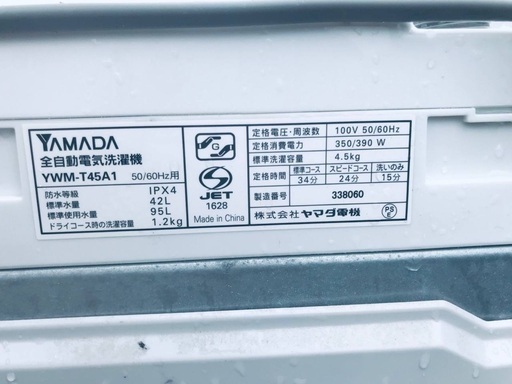 YAMADA
全自動電気洗濯機
YWM-T45A1 50/60Hz用
防水等級 IPX4
標準水量 42L
標準使用水量 95L
ドライコース時の洗濯容量 1.2kg
G
S
JET
1628
Made in China
定格電圧・周波数 100V 50/60Hz
定格消費電力 350/390 W
標準洗濯容量 4.5kg
定格時間 標準コース スピードコース 洗いのみ
34分 24分 15分
製造番号 338060
株式会社ヤマダ電機
PS
E